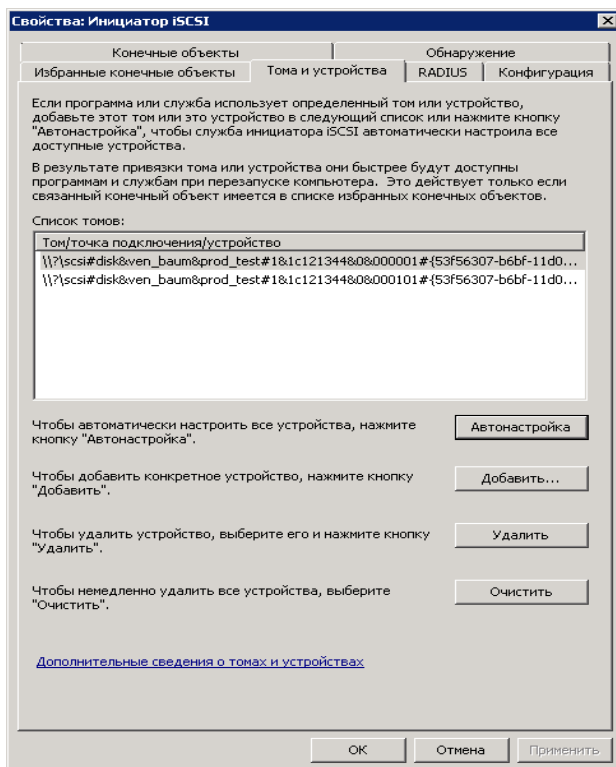 Свойства: Инициатор iSCSI
Конечные объекты
Обнаружение
Избранные конечные объекты
Тома и устройства
RADIUS
Конфигурация
Если программа или служба использует определенный том или устройство,
добавьте этот том или это устройство в следующий список или нажмите кнопку
"Автонастройка", чтобы служба инициатора iSCSI автоматически настроила все
доступные устройства.
В результате привязки тома или устройства они быстрее будут доступны
программам и службам при перезапуске компьютера. Это действует только если
связанный конечный объект имеется в списке избранных конечных объектов.
Список томов:
Том/точка подключения/устройство
\\?\scsi#disk&ven_baum&prod_test#1&1c121344&0&000001#{53f56307-b6bf-11d0...
\\?\scsi#disk&ven_baum&prod_test#1&1c121344&0&000101#{53f56307-b6bf-11d0...
Чтобы автоматически настроить все устройства, нажмите
кнопку "Автонастройка".
Автонастройка
Чтобы добавить конкретное устройство, нажмите кнопку
"Добавить".
Добавить...
Чтобы удалить устройство, выберите его и нажмите кнопку
"Удалить".
Удалить
Чтобы немедленно удалить все устройства, выберите
"Очистить".
Очистить
Дополнительные сведения о томах и устройствах
ОК
Отмена
Применить